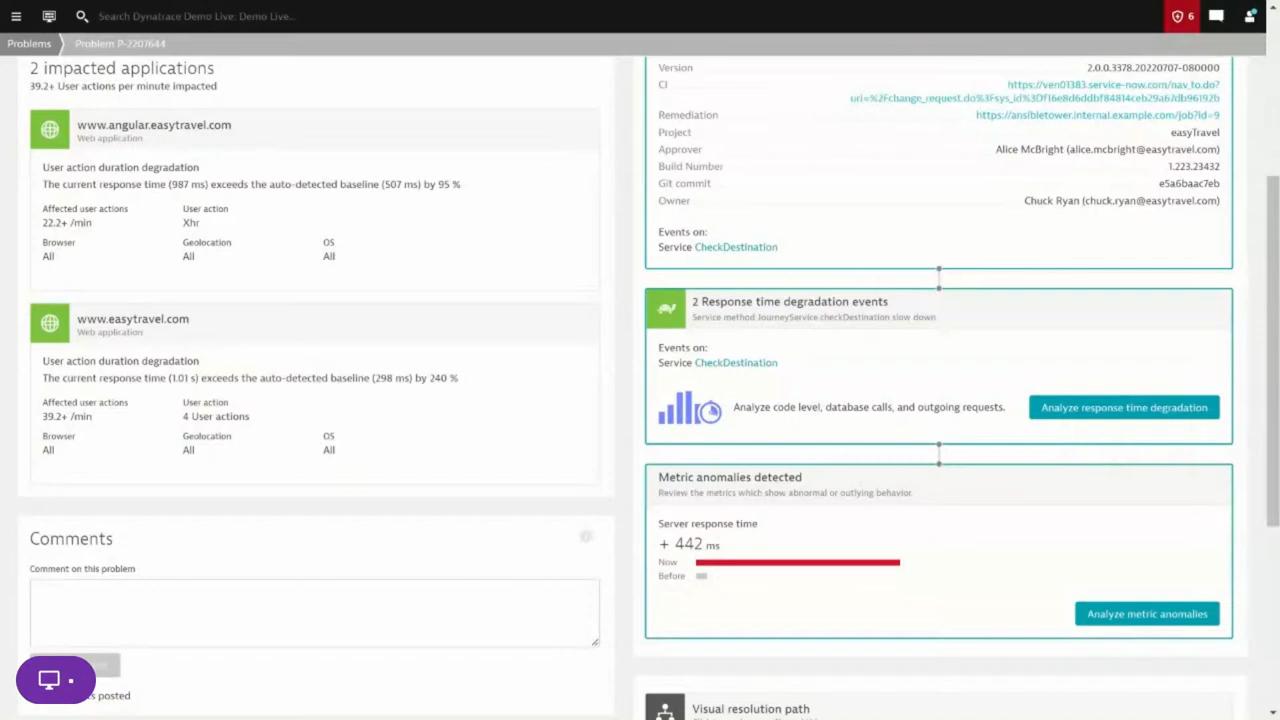 Search Dynatrace Demo Live: Demo Live...
6
Problems
Problem P-2207644
2 impacted applications
39.2+ User actions per minute impacted
www.angular.easytravel.com
Web application
User action duration degradation
The current response time (987 ms) exceeds the auto-detected baseline (507 ms) by 95 %
Affected user actions
User action
22.2+ /min
Xhr
Browser
Geolocation
OS
All
All
All
www.easytravel.com
Web application
User action duration degradation
The current response time (1.01 s) exceeds the auto-detected baseline (298 ms) by 240 %
Affected user actions
User action
39.2+ /min
4 User actions
Browser
Geolocation
OS
All
All
All
Comments
Comment on this problem
posted
Version
2.0.0.3378.20220707-080000
CI
https://ven01383.service-now.com/nav_to.do?
uri=%2Fchange_request.do%3Fsys_id%3Df16e8d6ddbf84814ceb29a67db96192b
Remediation
https://ansibletower.internal.example.com/job?id=9
Project
easyTravel
Approver
Alice McBright (alice.mcbright@easytravel.com)
Build Number
1.223.23432
Git commit
e5a6baac7eb
Owner
Chuck Ryan (chuck.ryan@easytravel.com)
Events on:
Service CheckDestination
2 Response time degradation events
Service method JourneyService.checkDestination slow down
Events on:
Service CheckDestination
Analyze code level, database calls, and outgoing requests.
Analyze response time degradation
Metric anomalies detected
Review the metrics which show abnormal or outlying behavior.
Server response time
+ 442 ms
Now
Before
Analyze metric anomalies
Visual resolution path